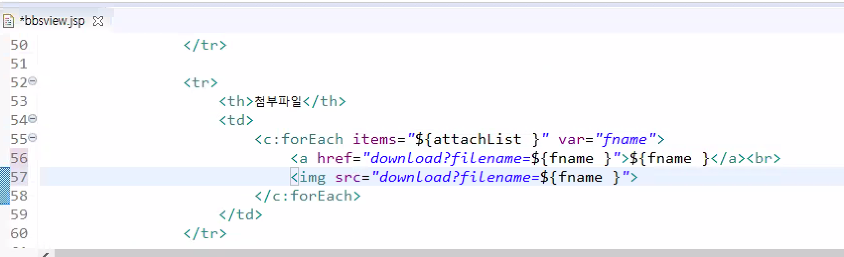 *bbsview.jsp
50 </tr>
51
52 <tr>
53 <th>첨부파일</th>
54 <td>
55 <c:forEach items="${attachList }" var="fname">
56 <a href="download?filename=${fname }">${fname }</a><br>
57 <img src="download?filename=${fname }">
58 </c:forEach>
59 </td>
60 </tr>